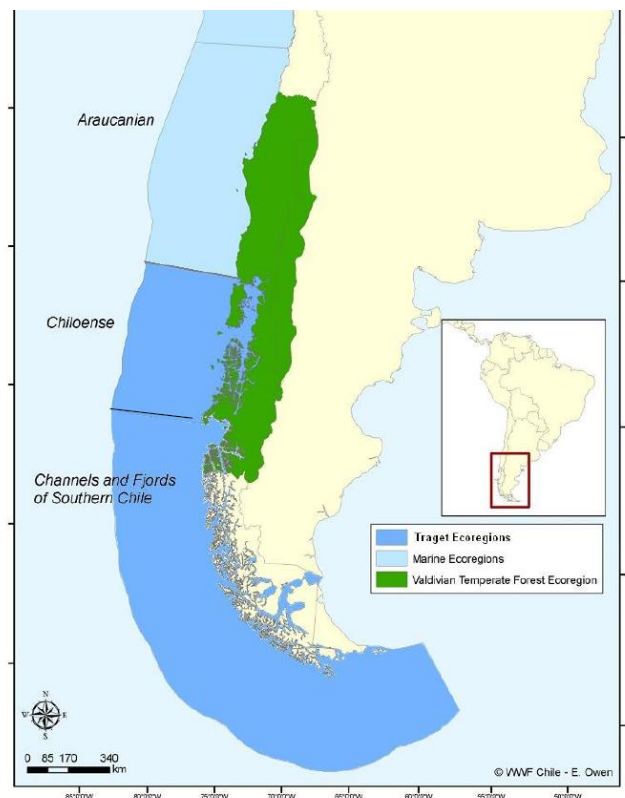 Araucanian
Chiloense
Channels and Fjords
of Southern Chile
Traget Ecoregions
Marine Ecoregions
Valdivian Temperate Forest Ecoregion
N
W E
S
0 85 170 340
km
© WWF Chile - E. Owen